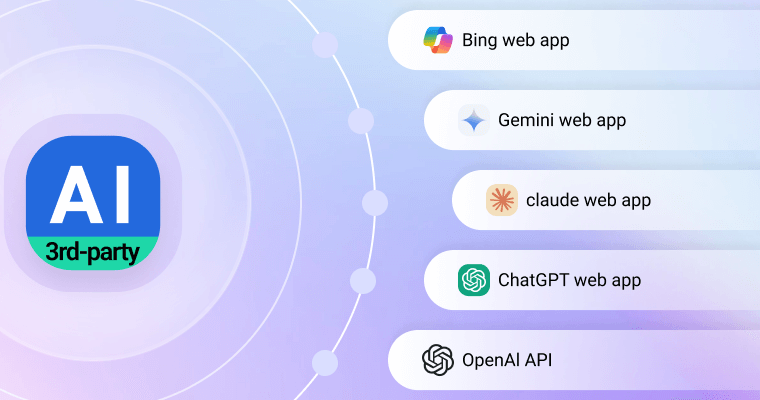 AI
3rd-party
Bing web app
Gemini web app
claude web app
ChatGPT web app
OpenAI API